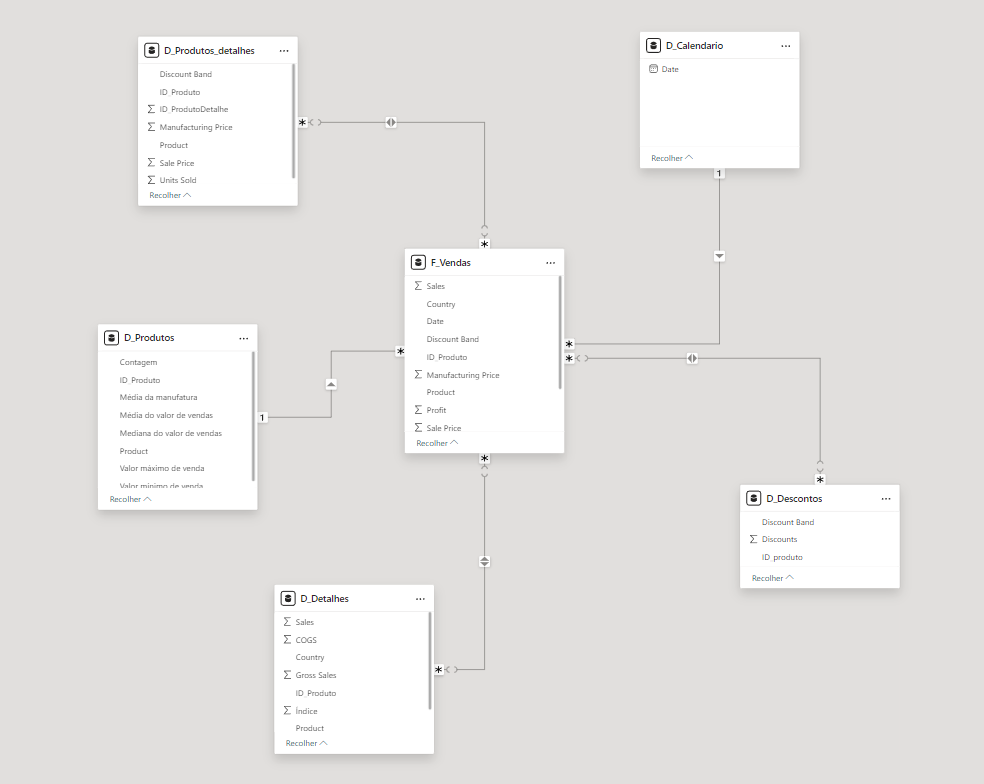 D_Produtos_detalhes
Discount Band
ID_Produto
ID_ProdutoDetalhe
Manufacturing Price
Product
Sale Price
Units Sold
Recolher
D_Calendario
Date
Recolher
1
*
*
F_Vendas
Sales
Country
Date
Discount Band
ID_Produto
Manufacturing Price
Product
Profit
Sale Price
Recolher
*
*
*
*
D_Produtos
Contagem
ID_Produto
Média da manufatura
Média do valor de vendas
Mediana do valor de vendas
Product
Valor máximo de venda
Valor mínimo de venda
Recolher
1
D_Descontos
Discount Band
Discounts
ID_produto
Recolher
*
D_Detalhes
Sales
COGS
Country
Gross Sales
ID_Produto
Índice
Product
Recolher
*